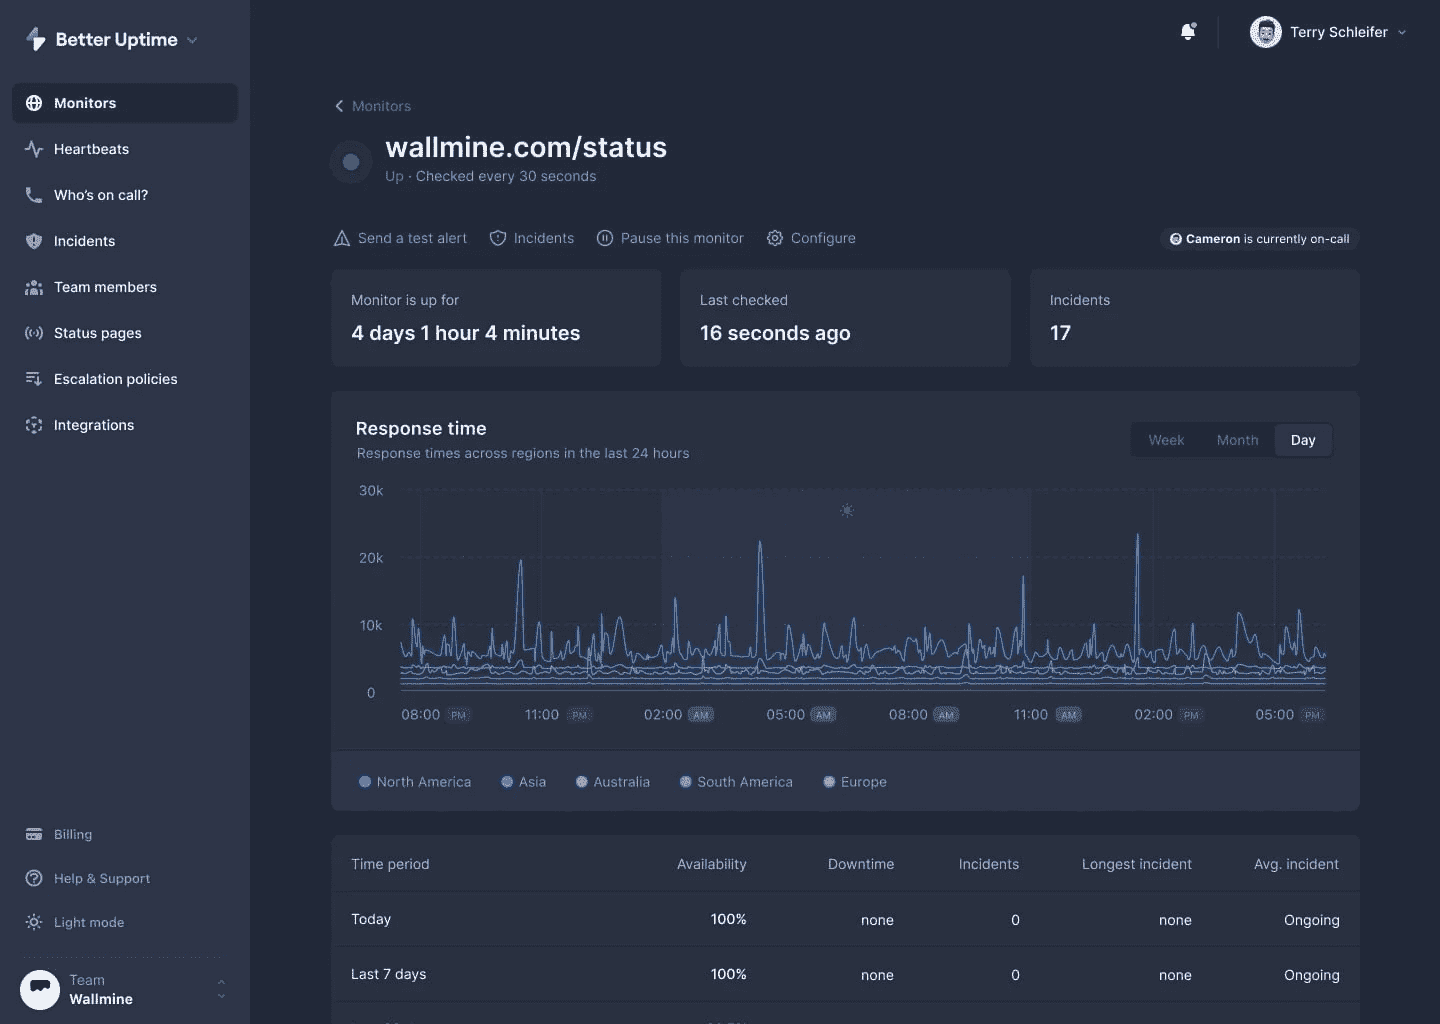 Better Uptime
Monitors
Heartbeats
Who's on call?
Incidents
Team members
Status pages
Escalation policies
Integrations
Billing
Help & Support
Light mode
Team
Wallmine
Terry Schleifer
Monitors
wallmine.com/status
Up · Checked every 30 seconds
Send a test alert Incidents Pause this monitor Configure
Cameron is currently on-call
Monitor is up for
4 days 1 hour 4 minutes
Last checked
16 seconds ago
Incidents
17
Response time
Response times across regions in the last 24 hours
Week Month Day
30k
20k
10k
0
08:00 PM 11:00 PM 02:00 AM 05:00 AM 08:00 AM 11:00 AM 02:00 PM 05:00 PM
North America Asia Australia South America Europe
Time period Availability Downtime Incidents Longest incident Avg. incident
Today 100% none 0 none Ongoing
Last 7 days 100% none 0 none Ongoing